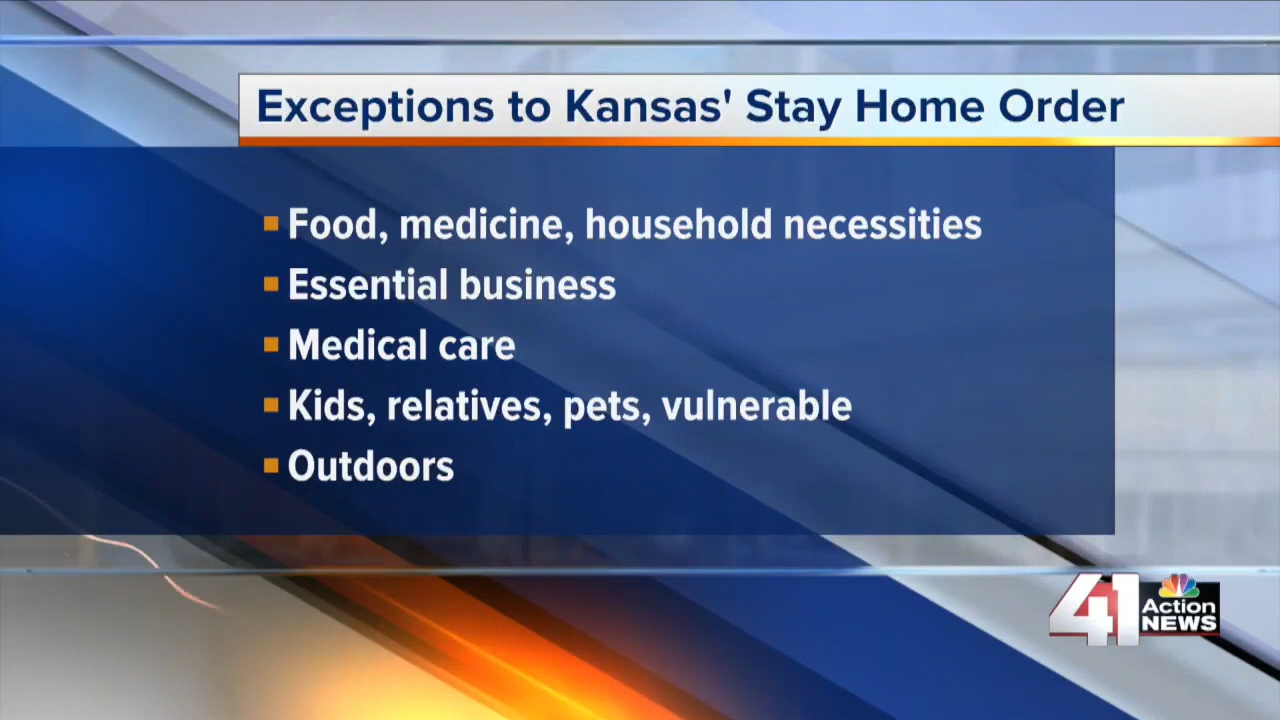 Exceptions to Kansas' Stay Home Order
Food, medicine, household necessities
Essential business
Medical care
Kids, relatives, pets, vulnerable
Outdoors
41 Action
NEWS